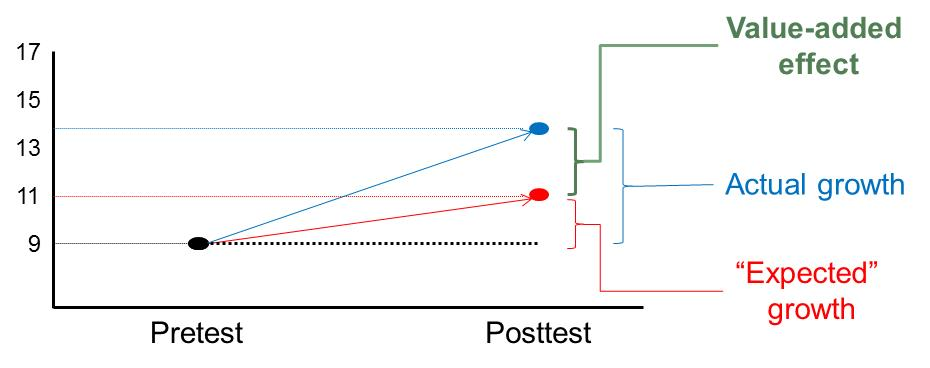 Value-added
effect
17
15
13
11
9
Actual growth
“Expected”
growth
Pretest
Posttest